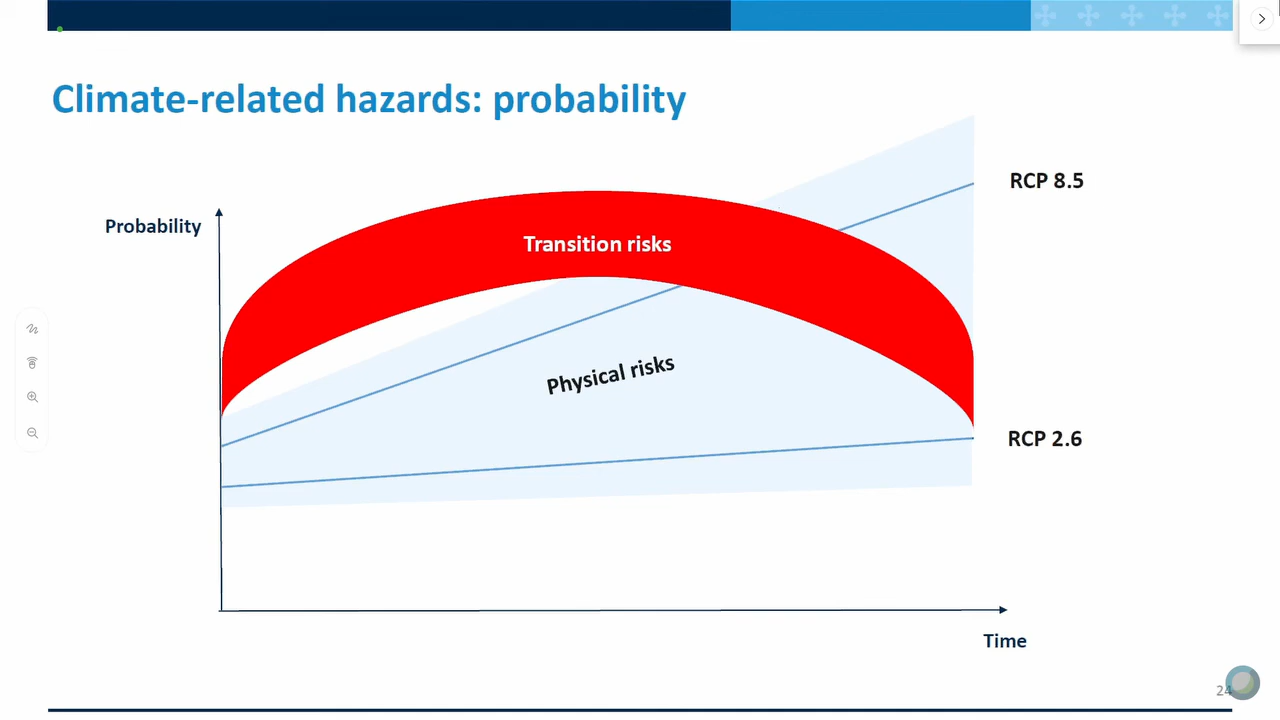 Climate-related hazards: probability
RCP 8.5
Probability
Transition risks
Physical risks
RCP 2.6
Time
24